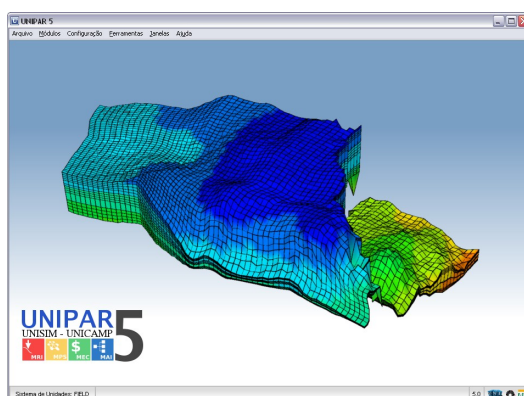 UNIPAR 5
Arquivo Módulos Configuração Ferramentas Janelas Ajuda
UNIPAR 5
UNISIM - UNICAMP
MRI MPS MEC MAI
Sistema de Unidades: FIELD 5.0